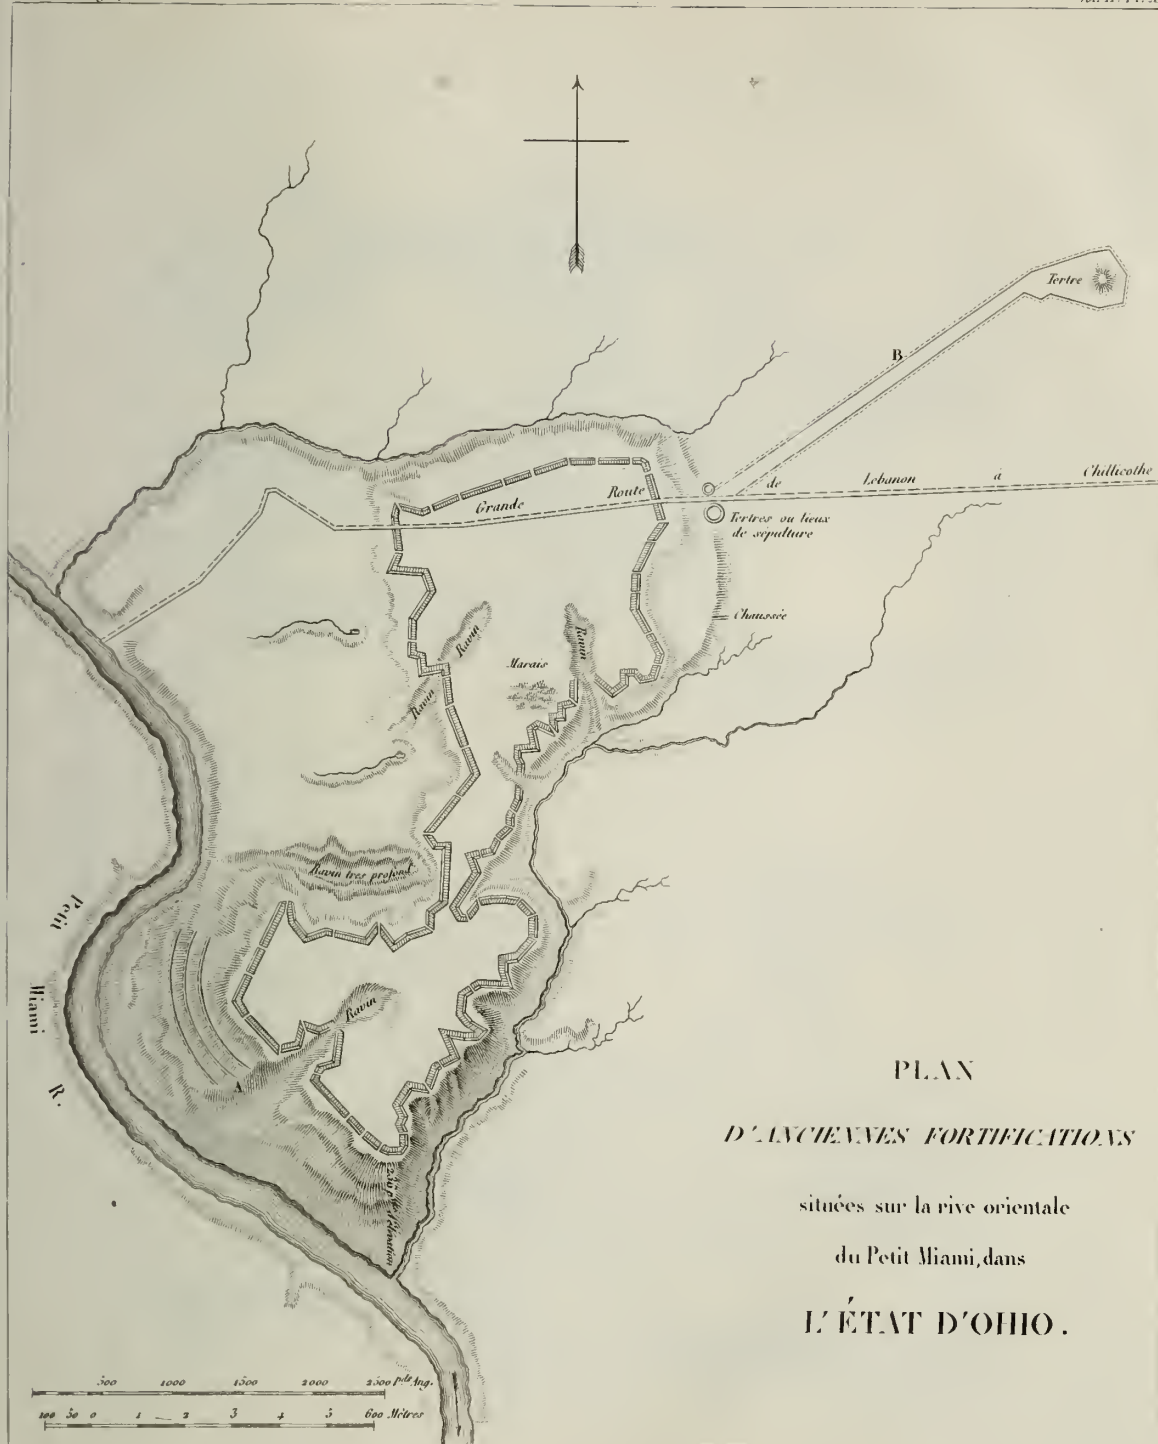 Tertre
B
Grande Route de Lebanon à Chillicothe
Tertres ou lieux
de sépulture
Chaussée
Ravin
Ravin
Marais
Ravin
Ravin très profond
Petit Miami R.
Ravin
A
d'élévation
PLAN
D'ANCIENNES FORTIFICATIONS
situées sur la rive orientale
du Petit Miami, dans
L'ÉTAT D'OHIO.
500 1000 1500 2000 2500 Pds Ang.
100 50 0 1 2 3 4 5 600 Mètres